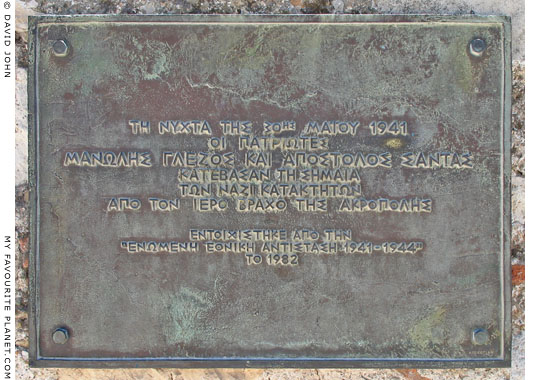 © DAVID JOHN
MY FAVOURITE PLANET.COM
ΤΗ ΝΥΧΤΑ ΤΗΣ 30ης ΜΑΓΟΥ 1941
ΟΙ ΠΑΤΡΙΩΤΕΣ
ΜΑΝΩΛΗΣ ΓΛΕΖΟΣ ΚΑΙ ΑΠΟΣΤΟΛΟΣ ΣΑΝΤΑΣ
ΚΑΤΕΒΑΣΑΝ ΤΗ ΣΗΜΑΙΑ
ΤΩΝ ΝΑΖΙ ΚΑΤΑΚΤΗΤΩΝ
ΑΠΟ ΤΟΝ ΙΕΡΟ ΒΡΑΧΟ ΤΗΣ ΑΚΡΟΠΟΛΗΣ
ΕΝΤΟΙΧΙΣΤΗΚΕ ΑΠΟ ΤΗΝ
"ΕΝΩΜΕΝΗ ΕΘΝΙΚΗ ΑΝΤΙΣΤΑΣΗ 1941-1944"
ΤΟ 1982